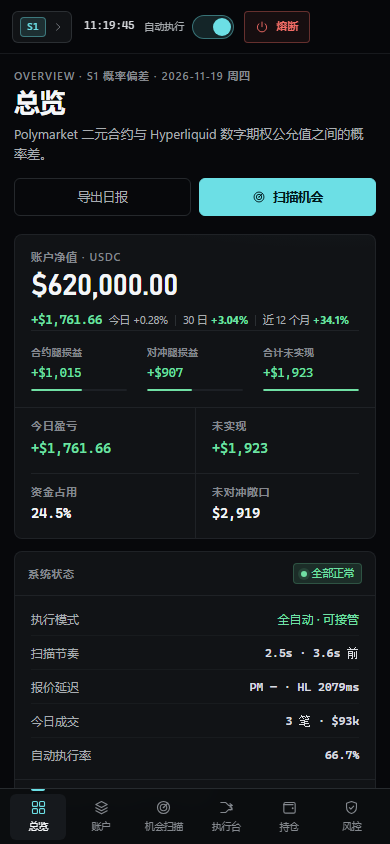 S1
11:19:45
自动执行
熔断
OVERVIEW · S1 概率偏差 · 2026-11-19 周四
总览
Polymarket 二元合约与 Hyperliquid 数字期权公允值之间的概
率差。
导出日报
扫描机会
账户净值 · USDC
$620,000.00
+$1,761.66 今日 +0.28% 30 日 +3.04% 近 12 个月 +34.1%
合约腿损益 对冲腿损益 合计未实现
+$1,015 +$907 +$1,923
今日盈亏 未实现
+$1,761.66 +$1,923
资金占用 未对冲敞口
24.5% $2,919
系统状态 全部正常
执行模式 全自动 · 可接管
扫描节奏 2.5s · 3.6s 前
报价延迟 PM — · HL 2079ms
今日成交 3 笔 · $93k
自动执行率 66.7%
总览 账户 机会扫描 执行台 持仓 风控